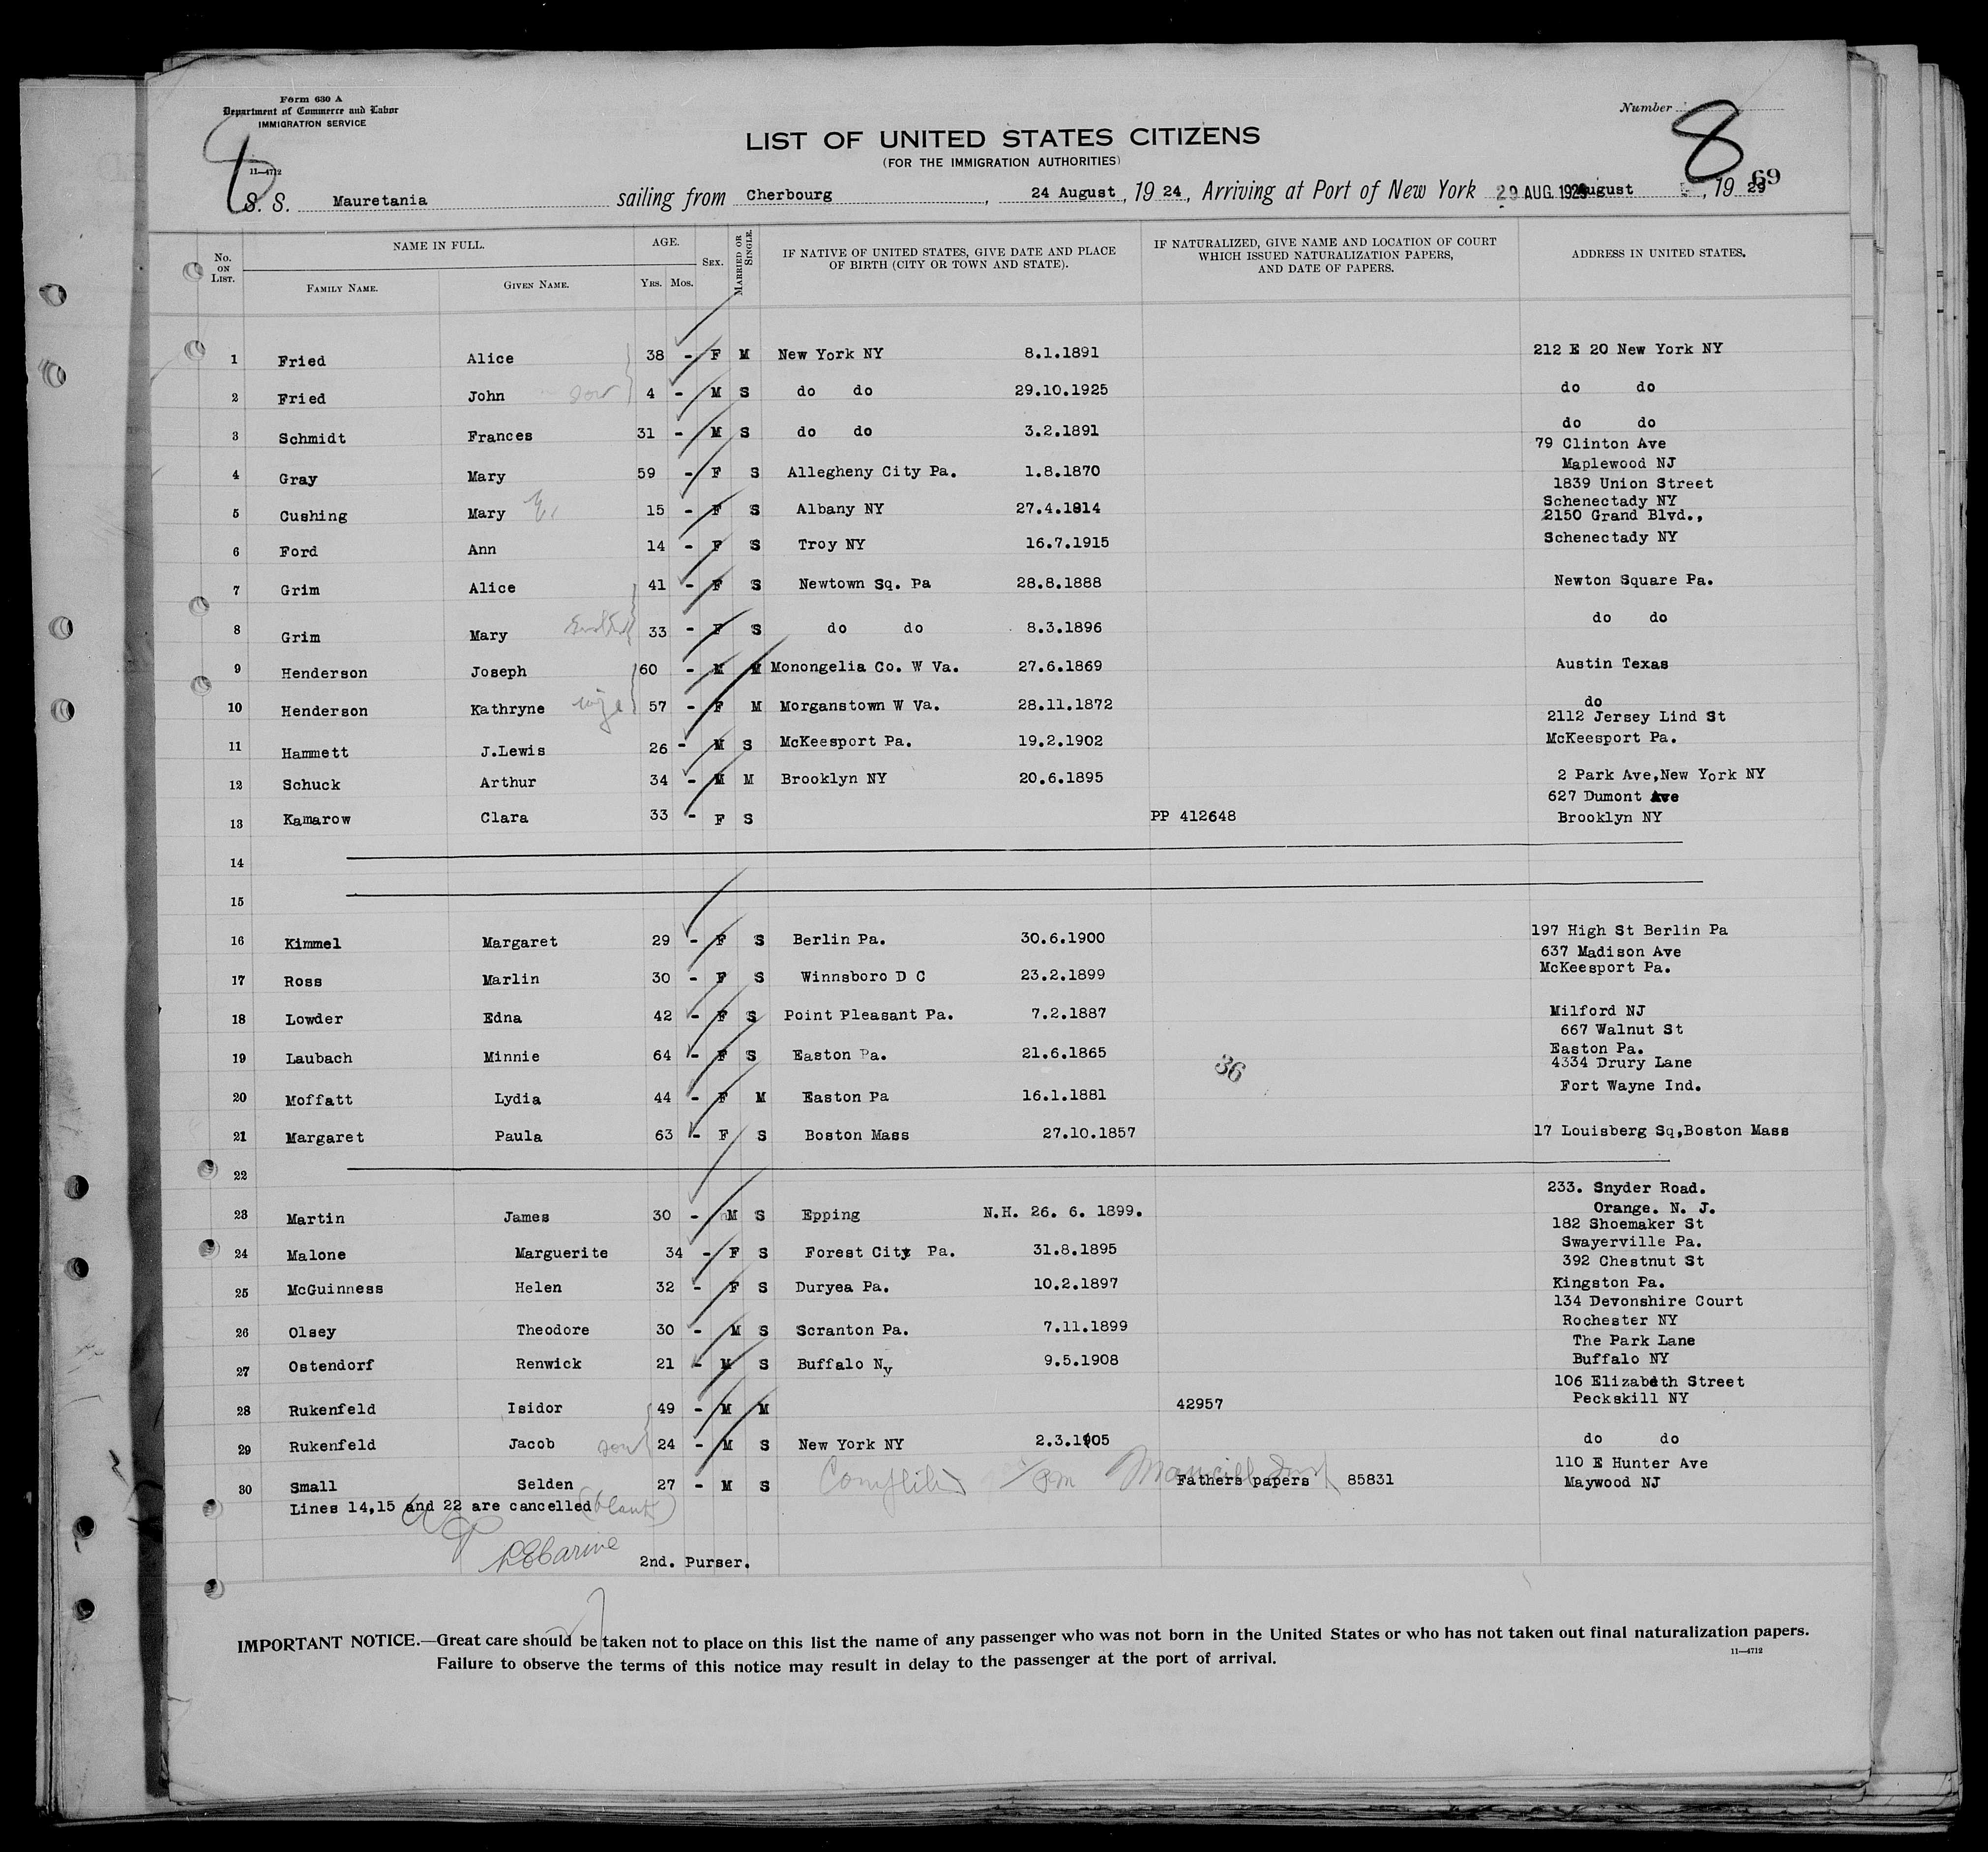 Form 630 A
Department of Commerce and Labor
IMMIGRATION SERVICE
11—4712
Number
8
69
LIST OF UNITED STATES CITIZENS
(FOR THE IMMIGRATION AUTHORITIES)
S. S. Mauretania sailing from Cherbourg, 24 August, 1924, Arriving at Port of New York 29 AUG. 1929 August, 1929
No. ON LIST. NAME IN FULL. AGE. SEX. MARRIED OR SINGLE. IF NATIVE OF UNITED STATES, GIVE DATE AND PLACE OF BIRTH (CITY OR TOWN AND STATE). IF NATURALIZED, GIVE NAME AND LOCATION OF COURT WHICH ISSUED NATURALIZATION PAPERS, AND DATE OF PAPERS. ADDRESS IN UNITED STATES.
FAMILY NAME. GIVEN NAME. YRS. MOS.
1 Fried Alice 38 - F M New York NY 8.1.1891 212 E 20 New York NY
2 Fried John son 4 - M S do do 29.10.1925 do do
3 Schmidt Frances 31 - M S do do 3.2.1891 do do
4 Gray Mary 59 - F S Allegheny City Pa. 1.8.1870 79 Clinton Ave Maplewood NJ
5 Cushing Mary 15 - F S Albany NY 27.4.1914 1839 Union Street Schenectady NY
6 Ford Ann 14 - F S Troy NY 16.7.1915 2150 Grand Blvd., Schenectady NY
7 Grim Alice 41 - F S Newtown Sq. Pa 28.8.1888 Newton Square Pa.
8 Grim Mary 33 - F S do do 8.3.1896 do do
9 Henderson Joseph 60 - M M Monongelia Co. W Va. 27.6.1869 Austin Texas
10 Henderson Kathryne wife 57 - F M Morganstown W Va. 28.11.1872 do
11 Hammett J.Lewis 26 - M S McKeesport Pa. 19.2.1902 2112 Jersey Lind St McKeesport Pa.
12 Schuck Arthur 34 - M M Brooklyn NY 20.6.1895 2 Park Ave,New York NY
13 Kamarow Clara 33 - F S PP 412648 627 Dumont Ave Brooklyn NY
14
15
16 Kimmel Margaret 29 - F S Berlin Pa. 30.6.1900 197 High St Berlin Pa
17 Ross Marlin 30 - F S Winnsboro D C 23.2.1899 637 Madison Ave McKeesport Pa.
18 Lowder Edna 42 - F S Point Pleasant Pa. 7.2.1887 Milford NJ
19 Laubach Minnie 64 - F S Easton Pa. 21.6.1865 36 667 Walnut St Easton Pa.
20 Moffatt Lydia 44 - F M Easton Pa 16.1.1881 4334 Drury Lane Fort Wayne Ind.
21 Margaret Paula 63 - F S Boston Mass 27.10.1857 17 Louisberg Sq,Boston Mass
22
23 Martin James 30 - M S Epping N.H. 26. 6. 1899. 233. Snyder Road. Orange. N. J.
24 Malone Marguerite 34 - F S Forest City Pa. 31.8.1895 182 Shoemaker St Swayerville Pa.
25 McGuinness Helen 32 - F S Duryea Pa. 10.2.1897 392 Chestnut St Kingston Pa.
26 Olsey Theodore 30 - M S Scranton Pa. 7.11.1899 134 Devonshire Court Rochester NY
27 Ostendorf Renwick 21 - M S Buffalo Ny 9.5.1908 The Park Lane Buffalo NY
28 Rukenfeld Isidor 49 - M M 42957 106 Elizabeth Street Peckskill NY
29 Rukenfeld Jacob son 24 - M S New York NY 2.3.1905 do do
30 Small Selden 27 - M S Fathers papers 85831 110 E Hunter Ave Maywood NJ
Lines 14,15 and 22 are cancelled (blank)
2nd. Purser.
IMPORTANT NOTICE.—Great care should be taken not to place on this list the name of any passenger who was not born in the United States or who has not taken out final naturalization papers.
Failure to observe the terms of this notice may result in delay to the passenger at the port of arrival.
11—4712